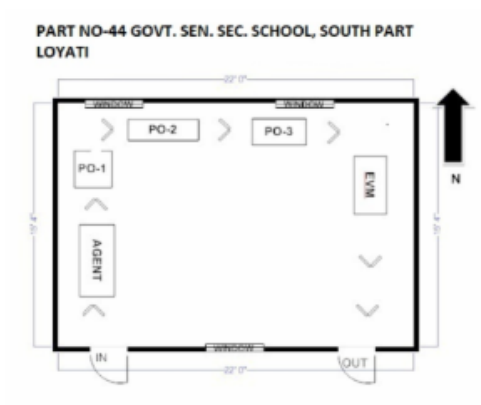 PART NO-44 GOVT. SEN. SEC. SCHOOL, SOUTH PART
LOYATI
22' 0"
WINDOW WINDOW
PO-2 PO-3
PO-1
EVM
N
AGENT
WINDOW
IN OUT
22' 0"